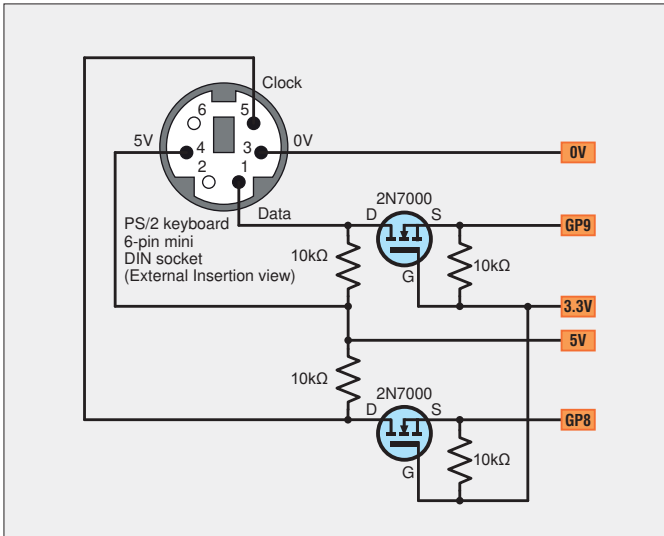 Clock
6
5
5V
4
3
0V
2
1
0V
Data
PS/2 keyboard
6-pin mini
DIN socket
(External Insertion view)
2N7000
D
S
GP9
10kΩ
10kΩ
G
3.3V
5V
10kΩ
2N7000
D
S
GP8
10kΩ
G